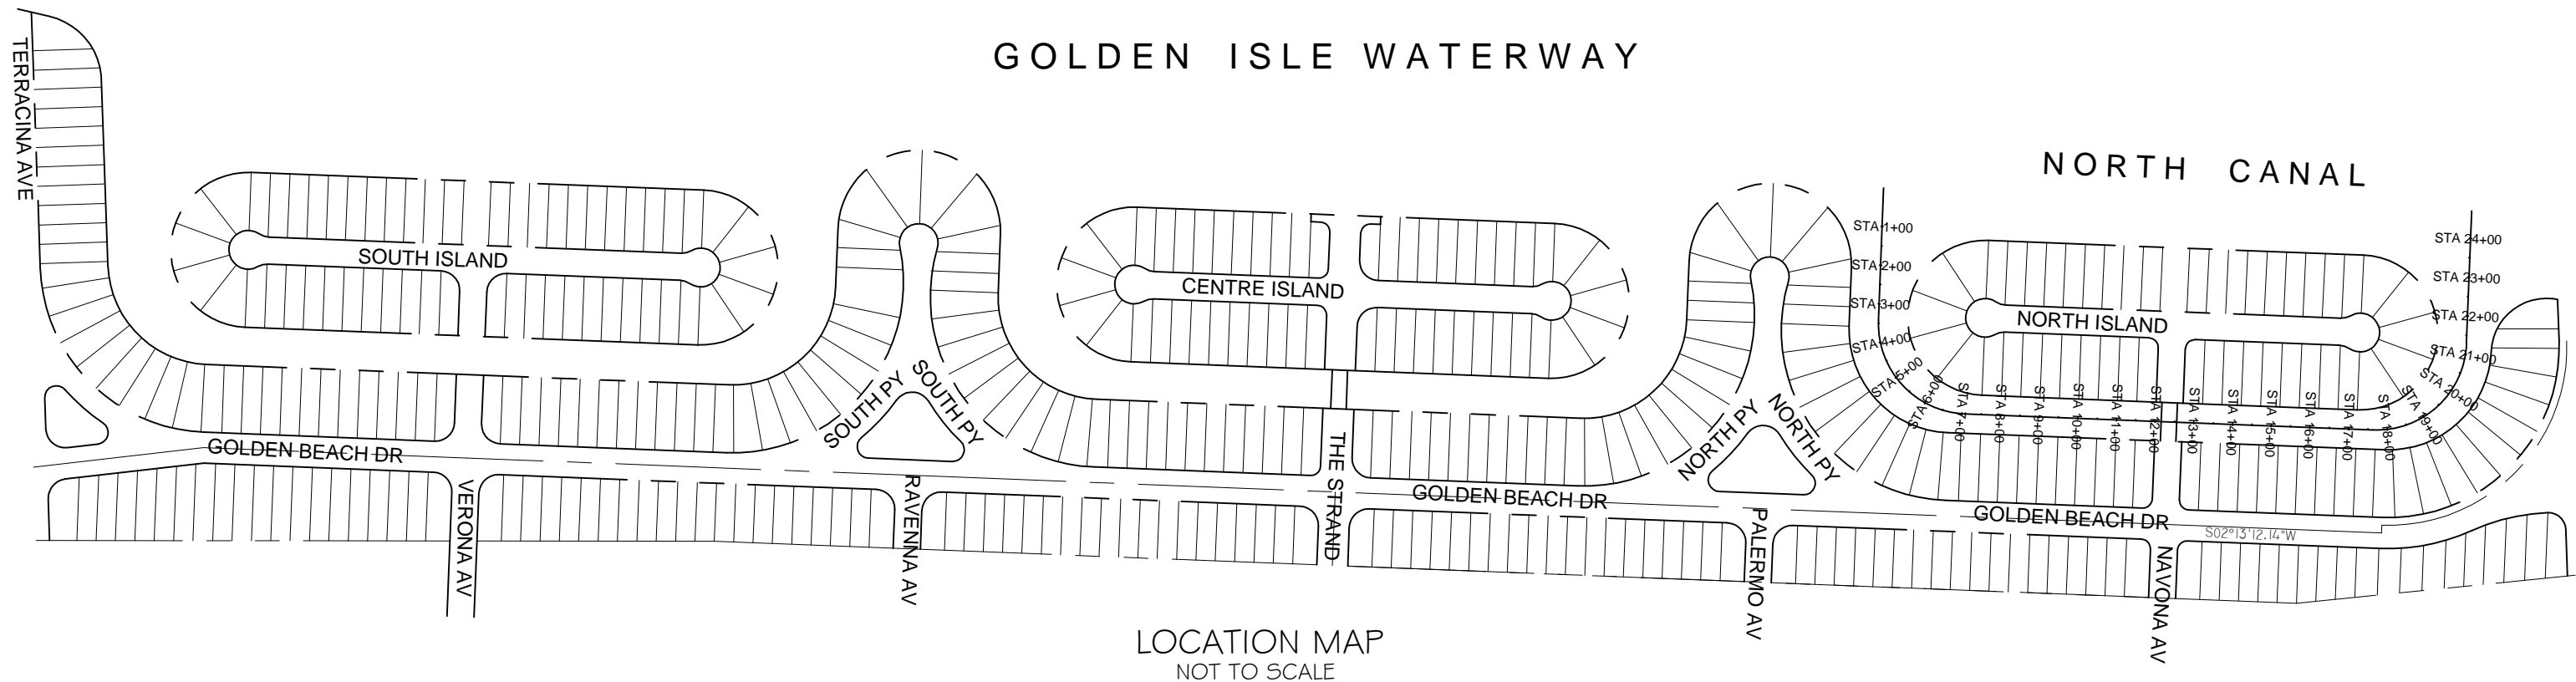 GOLDEN ISLE WATERWAY
TERRACINA AVE
NORTH CANAL
SOUTH ISLAND
CENTRE ISLAND
NORTH ISLAND
STA 1+00
STA 2+00
STA 3+00
STA 4+00
STA 5+00
STA 6+00
STA 7+00
STA 8+00
STA 9+00
STA 10+00
STA 11+00
STA 12+00
STA 13+00
STA 14+00
STA 15+00
STA 16+00
STA 17+00
STA 18+00
STA 19+00
STA 20+00
STA 21+00
STA 22+00
STA 23+00
STA 24+00
SOUTH PY
SOUTH PY
NORTH PY
NORTH PY
GOLDEN BEACH DR
GOLDEN BEACH DR
GOLDEN BEACH DR
S02°13'12.14"W
VERONA AV
RAVENNA AV
THE STRAND
PALERMO AV
NAVONA AV
LOCATION MAP
NOT TO SCALE